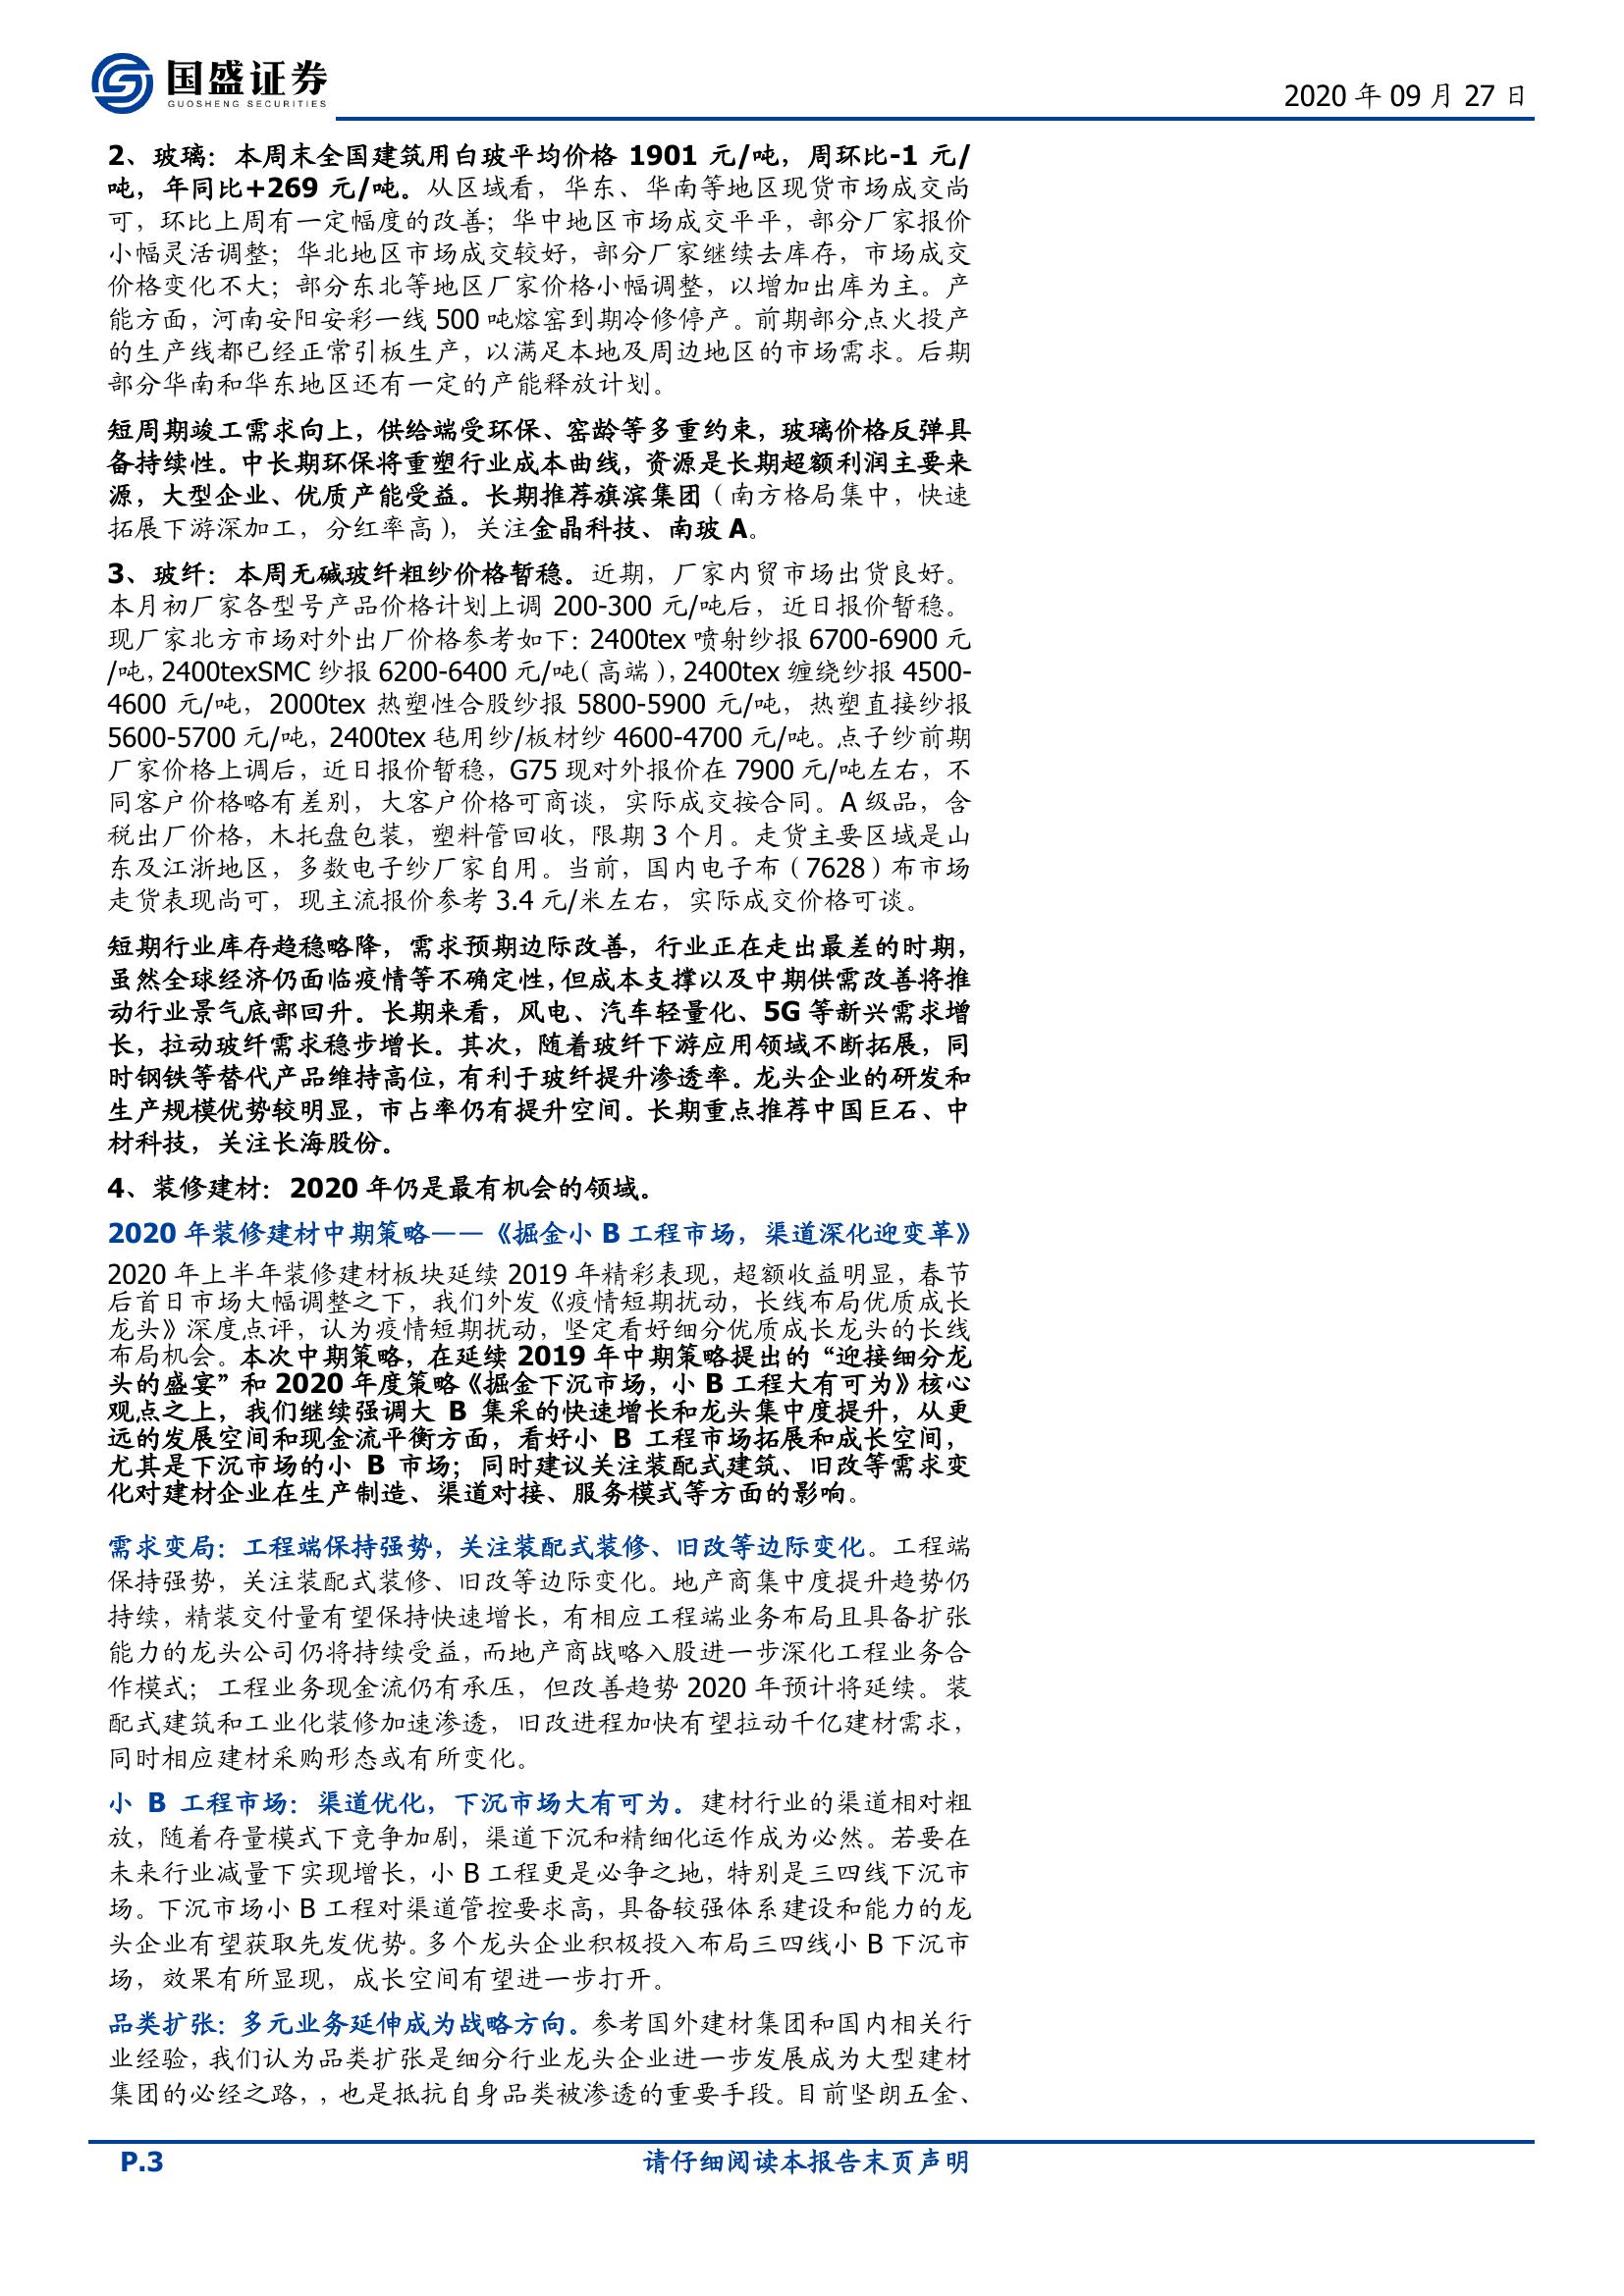 国盛证券
GUOSHENG SECURITIES
2020 年 09 月 27 日
2、玻璃：本周末全国建筑用白玻平均价格 1901 元/吨，周环比-1 元/
吨，年同比+269 元/吨。从区域看，华东、华南等地区现货市场成交尚
可，环比上周有一定幅度的改善；华中地区市场成交平平，部分厂家报价
小幅灵活调整；华北地区市场成交较好，部分厂家继续去库存，市场成交
价格变化不大；部分东北等地区厂家价格小幅调整，以增加出库为主。产
能方面，河南安阳安彩一线 500 吨熔窑到期冷修停产。前期部分点火投产
的生产线都已经正常引板生产，以满足本地及周边地区的市场需求。后期
部分华南和华东地区还有一定的产能释放计划。
短周期竣工需求向上，供给端受环保、窑龄等多重约束，玻璃价格反弹具
备持续性。中长期环保将重塑行业成本曲线，资源是长期超额利润主要来
源，大型企业、优质产能受益。长期推荐旗滨集团（南方格局集中，快速
拓展下游深加工，分红率高），关注金晶科技、南玻 A。
3、玻纤：本周无碱玻纤粗纱价格暂稳。近期，厂家内贸市场出货良好。
本月初厂家各型号产品价格计划上调 200-300 元/吨后，近日报价暂稳。
现厂家北方市场对外出厂价格参考如下：2400tex 喷射纱报 6700-6900 元
/吨，2400texSMC 纱报 6200-6400 元/吨（高端），2400tex 缠绕纱报 4500-
4600 元/吨，2000tex 热塑性合股纱报 5800-5900 元/吨，热塑直接纱报
5600-5700 元/吨，2400tex 毡用纱/板材纱 4600-4700 元/吨。点子纱前期
厂家价格上调后，近日报价暂稳，G75 现对外报价在 7900 元/吨左右，不
同客户价格略有差别，大客户价格可商谈，实际成交按合同。A 级品，含
税出厂价格，木托盘包装，塑料管回收，限期 3 个月。走货主要区域是山
东及江浙地区，多数电子纱厂家自用。当前，国内电子布（7628）布市场
走货表现尚可，现主流报价参考 3.4 元/米左右，实际成交价格可谈。
短期行业库存趋稳略降，需求预期边际改善，行业正在走出最差的时期，
虽然全球经济仍面临疫情等不确定性，但成本支撑以及中期供需改善将推
动行业景气底部回升。长期来看，风电、汽车轻量化、5G 等新兴需求增
长，拉动玻纤需求稳步增长。其次，随着玻纤下游应用领域不断拓展，同
时钢铁等替代产品维持高位，有利于玻纤提升渗透率。龙头企业的研发和
生产规模优势较明显，市占率仍有提升空间。长期重点推荐中国巨石、中
材科技，关注长海股份。
4、装修建材：2020 年仍是最有机会的领域。
2020 年装修建材中期策略——《掘金小 B 工程市场，渠道深化迎变革》
2020 年上半年装修建材板块延续 2019 年精彩表现，超额收益明显，春节
后首日市场大幅调整之下，我们外发《疫情短期扰动，长线布局优质成长
龙头》深度点评，认为疫情短期扰动，坚定看好细分优质成长龙头的长线
布局机会。本次中期策略，在延续 2019 年中期策略提出的“迎接细分龙
头的盛宴”和 2020 年度策略《掘金下沉市场，小 B 工程大有可为》核心
观点之上，我们继续强调大 B 集采的快速增长和龙头集中度提升，从更
远的发展空间和现金流平衡方面，看好小 B 工程市场拓展和成长空间，
尤其是下沉市场的小 B 市场；同时建议关注装配式建筑、旧改等需求变
化对建材企业在生产制造、渠道对接、服务模式等方面的影响。
需求变局：工程端保持强势，关注装配式装修、旧改等边际变化。工程端
保持强势，关注装配式装修、旧改等边际变化。地产商集中度提升趋势仍
持续，精装交付量有望保持快速增长，有相应工程端业务布局且具备扩张
能力的龙头公司仍将持续受益，而地产商战略入股进一步深化工程业务合
作模式；工程业务现金流仍有承压，但改善趋势 2020 年预计将延续。装
配式建筑和工业化装修加速渗透，旧改进程加快有望拉动千亿建材需求，
同时相应建材采购形态或有所变化。
小 B 工程市场：渠道优化，下沉市场大有可为。建材行业的渠道相对粗
放，随着存量模式下竞争加剧，渠道下沉和精细化运作成为必然。若要在
未来行业减量下实现增长，小 B 工程更是必争之地，特别是三四线下沉市
场。下沉市场小 B 工程对渠道管控要求高，具备较强体系建设和能力的龙
头企业有望获取先发优势。多个龙头企业积极投入布局三四线小 B 下沉市
场，效果有所显现，成长空间有望进一步打开。
品类扩张：多元业务延伸成为战略方向。参考国外建材集团和国内相关行
业经验，我们认为品类扩张是细分行业龙头企业进一步发展成为大型建材
集团的必经之路，，也是抵抗自身品类被渗透的重要手段。目前坚朗五金、
P.3
请仔细阅读本报告末页声明